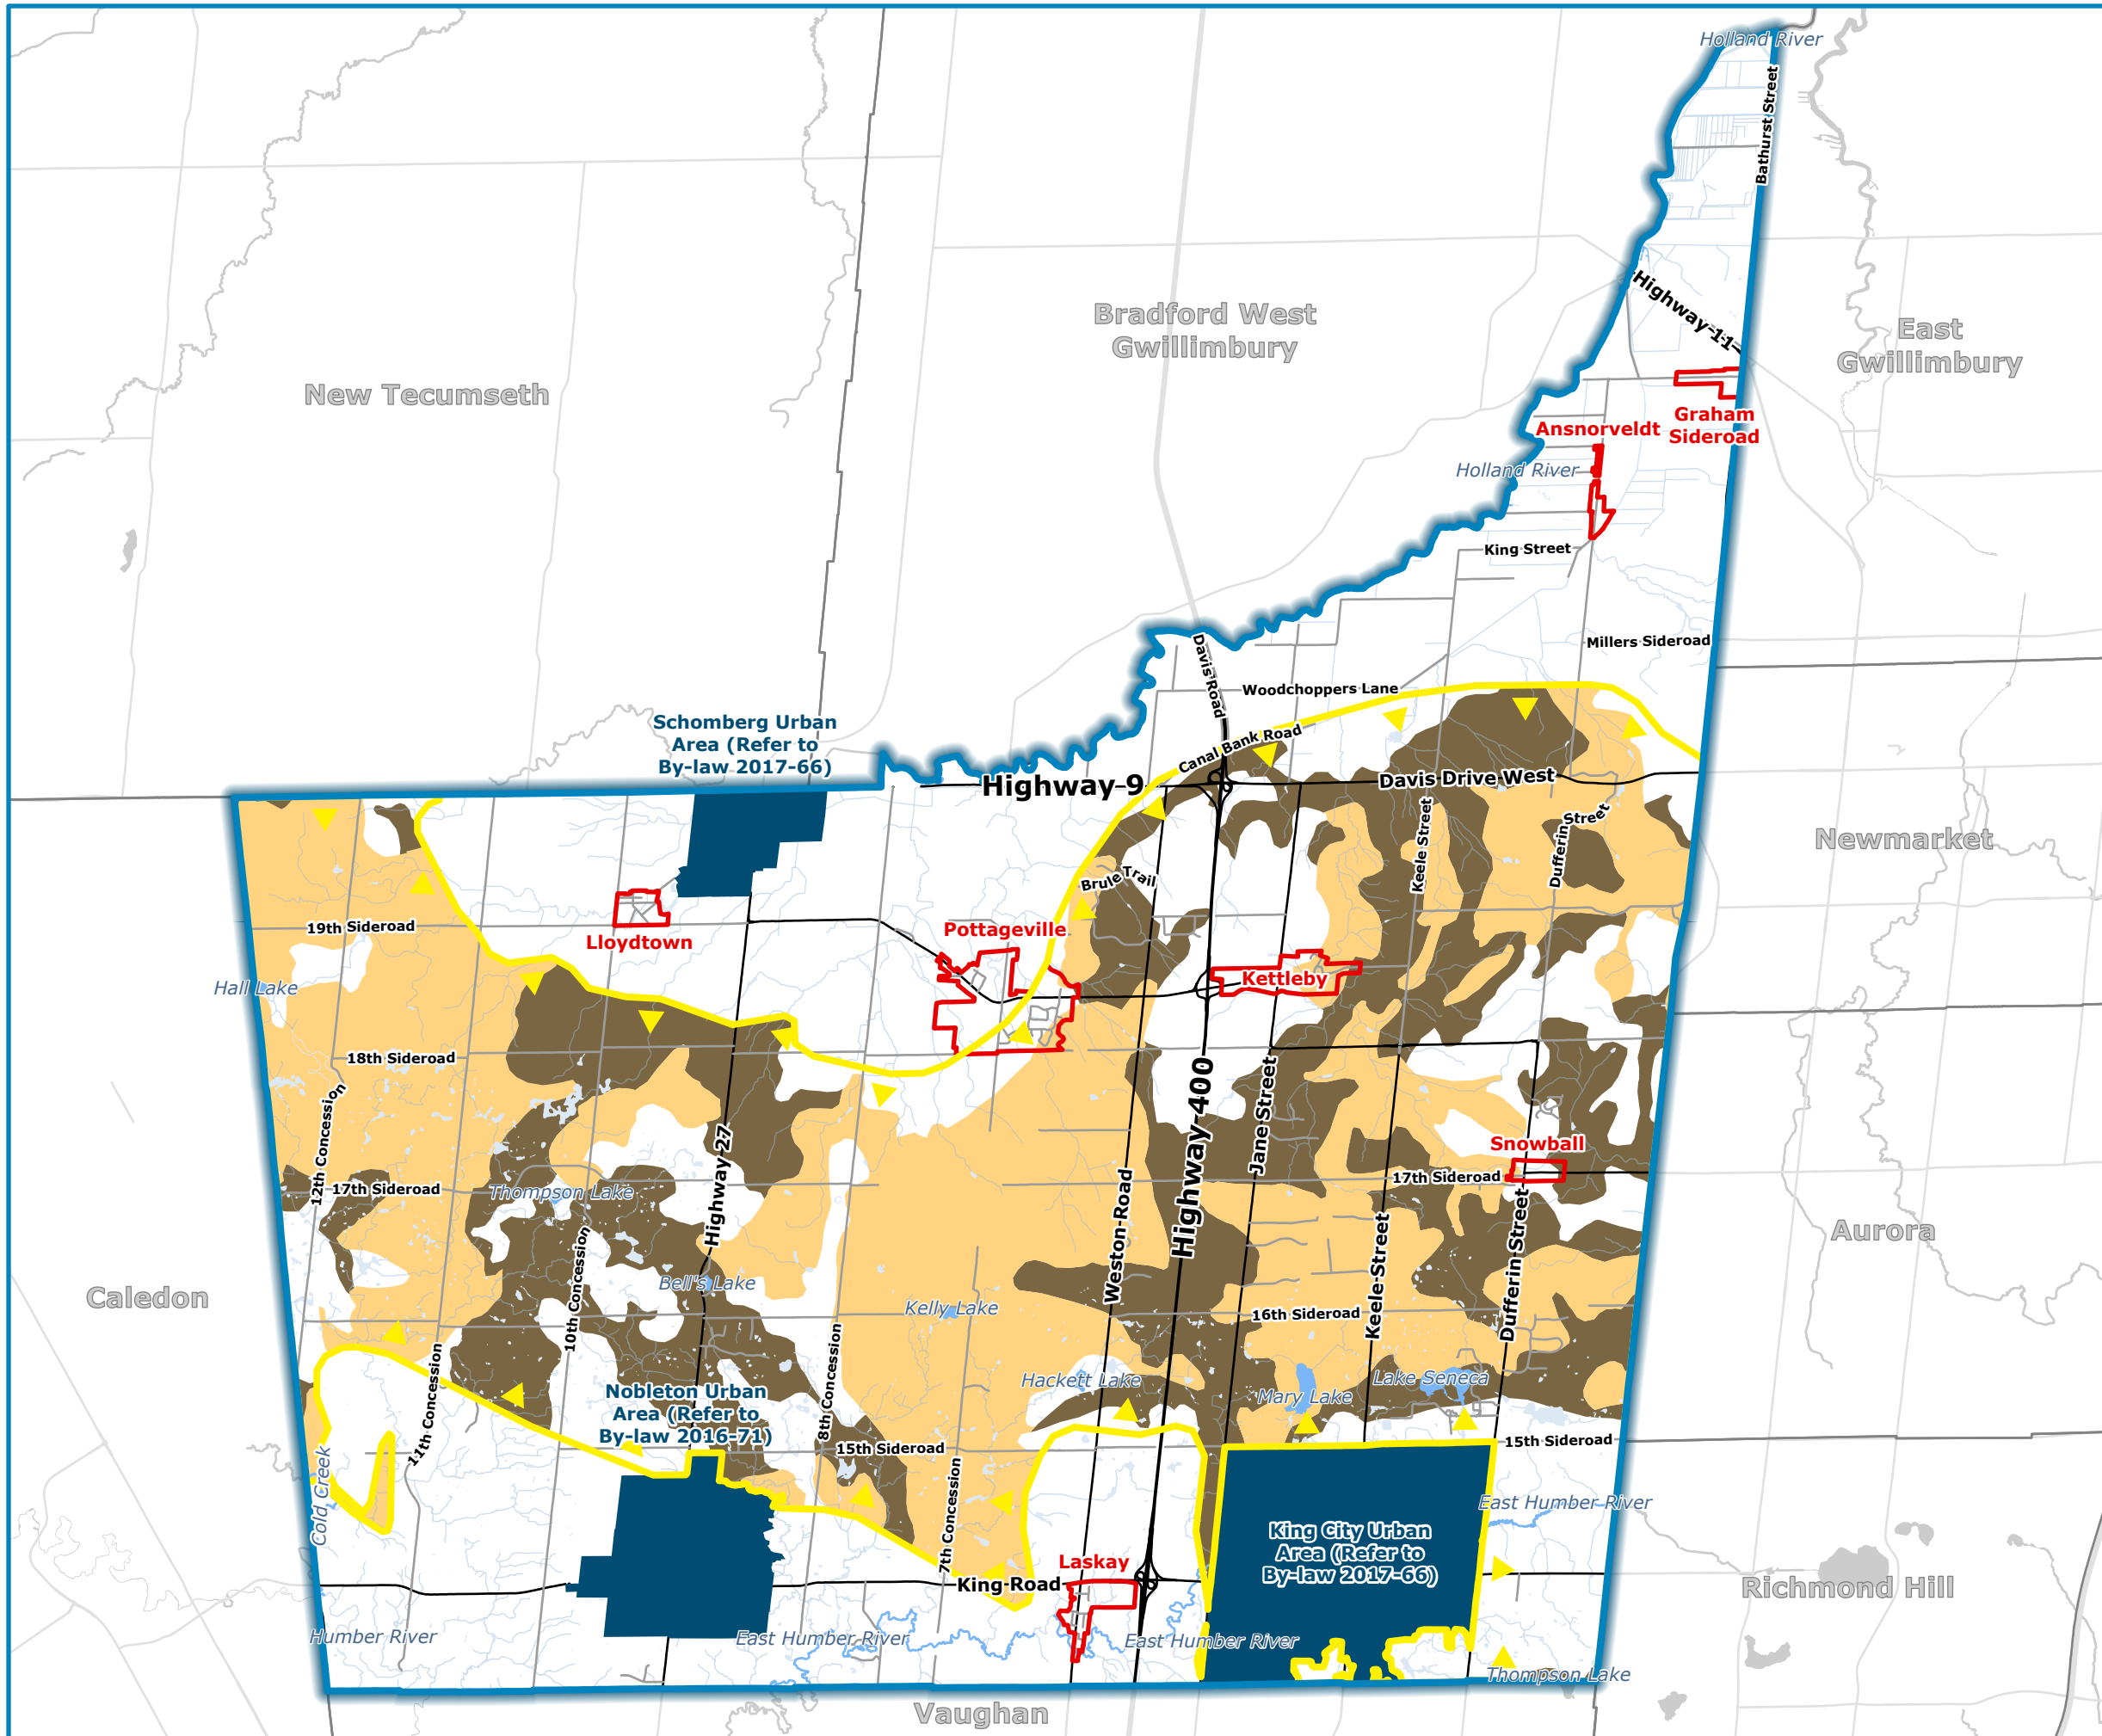 Holland River
Bathurst Street
Highway 11
Bradford West
Gwillimbury
East
Gwillimbury
New Tecumseth
Graham
Sideroad
Ansnorveldt
Holland River
King Street
Millers Sideroad
Davis Road
Woodchoppers Lane
Schomberg Urban
Area (Refer to
By-law 2017-66)
Canal Bank Road
Highway 9
Davis Drive West
Keele Street
Dufferin Street
Newmarket
Brule Trail
19th Sideroad
Lloydtown
Pottageville
Kettleby
Hall Lake
18th Sideroad
12th Concession
Highway 400
Jane Street
Highway 27
Snowball
17th Sideroad
Thompson Lake
17th Sideroad
Weston Road
Keele Street
Dufferin Street
Aurora
10th Concession
Bell's Lake
Caledon
Kelly Lake
16th Sideroad
11th Concession
8th Concession
Hackett Lake
Mary Lake
Lake Seneca
Nobleton Urban
Area (Refer to
By-law 2016-71)
15th Sideroad
15th Sideroad
Cold Creek
7th Concession
East Humber River
King City Urban
Area (Refer to
By-law 2017-66)
Laskay
King Road
Richmond Hill
Humber River
East Humber River
East Humber River
Thompson Lake
Vaughan